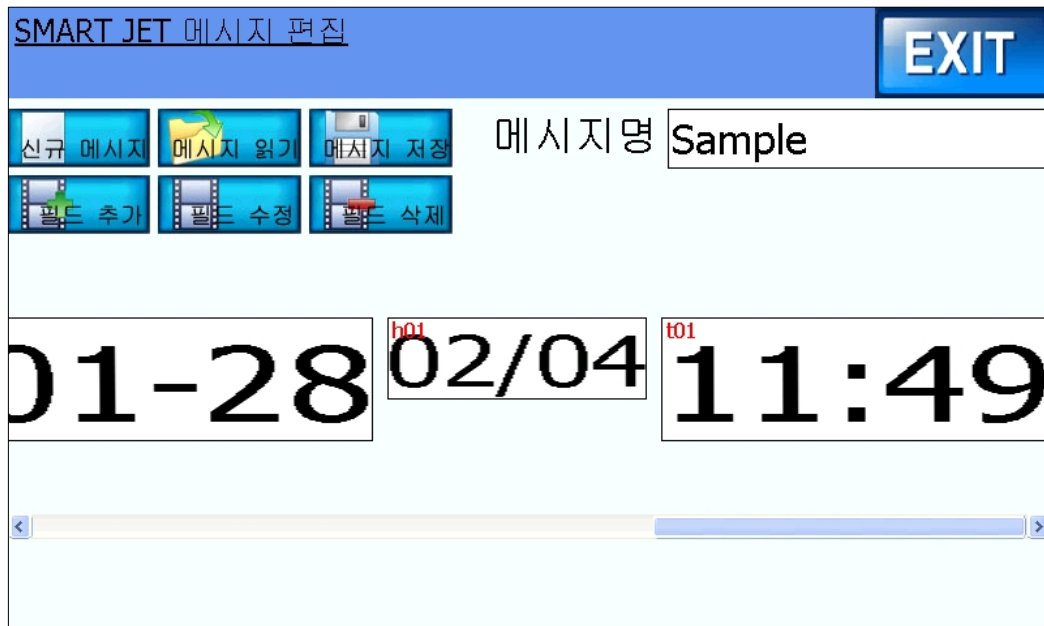 SMART JET 메시지 편집
EXIT
신규 메시지
메시지 읽기
메시지 저장
메시지명
Sample
필드 추가
필드 수정
필드 삭제
01-28
h01
02/04
t01
11:49